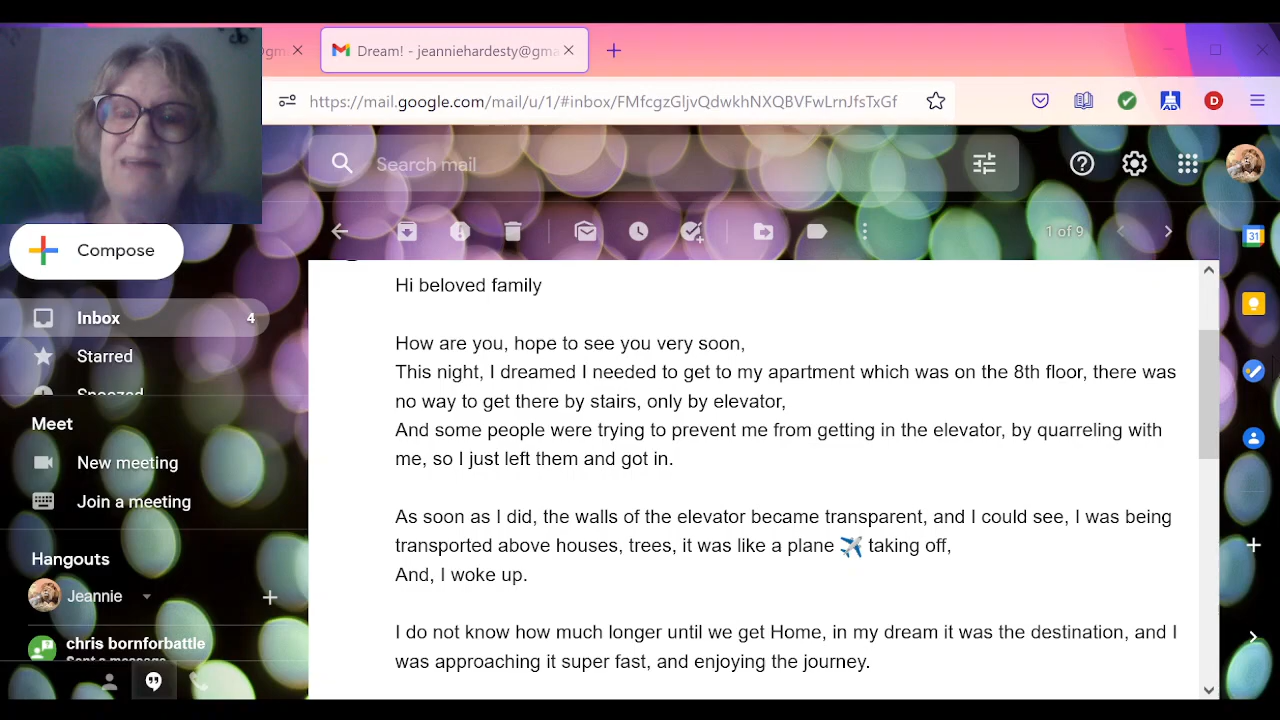 gm
Dream! - jeanniehardesty@gma
https://mail.google.com/mail/u/1/#inbox/FMfcgzGljvQdwkhNXQBVFwLrnJfsTxGf
AD
D
Search mail
Compose
1 of 9
31
Inbox 4
Starred
Snoozed
Meet
New meeting
Join a meeting
Hangouts
Jeannie
chris bornforbattle
Sent a message
Hi beloved family
How are you, hope to see you very soon,
This night, I dreamed I needed to get to my apartment which was on the 8th floor, there was
no way to get there by stairs, only by elevator,
And some people were trying to prevent me from getting in the elevator, by quarreling with
me, so I just left them and got in.
As soon as I did, the walls of the elevator became transparent, and I could see, I was being
transported above houses, trees, it was like a plane ✈️ taking off,
And, I woke up.
I do not know how much longer until we get Home, in my dream it was the destination, and I
was approaching it super fast, and enjoying the journey.